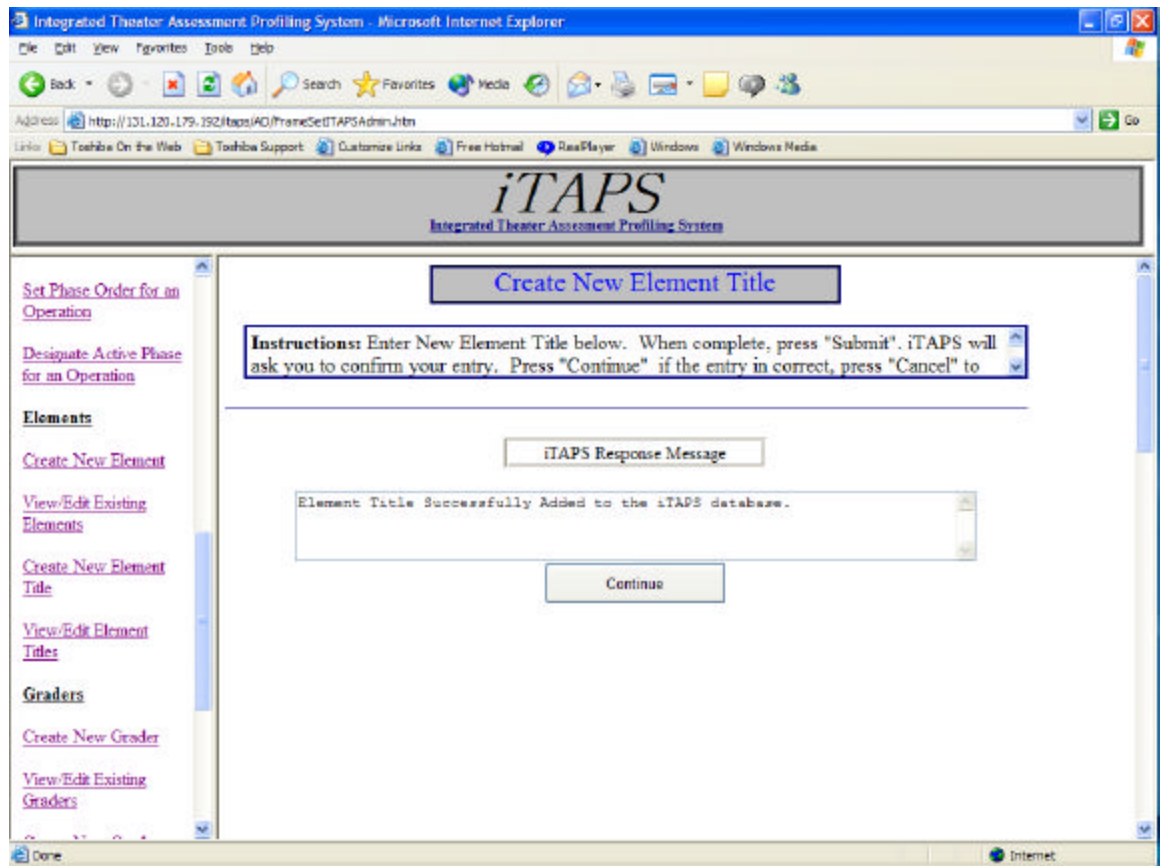 Integrated Theater Assessment Profiling System - Microsoft Internet Explorer
File Edit View Favorites Tools Help
Back Search Favorites Media
Address http://131.120.179.192/itaps/AO/FrameSetITAPSAdmin.htm Go
Links Toshiba On the Web Toshiba Support Customize Links Free Hotmail RealPlayer Windows Windows Media
iTAPS
Integrated Theater Assessment Profiling System
Set Phase Order for an
Operation
Designate Active Phase
for an Operation
Elements
Create New Element
View/Edit Existing
Elements
Create New Element
Title
View/Edit Element
Titles
Graders
Create New Grader
View/Edit Existing
Graders
Create New Element Title
Instructions: Enter New Element Title below. When complete, press "Submit". iTAPS will
ask you to confirm your entry. Press "Continue" if the entry in correct, press "Cancel" to
iTAPS Response Message
Element Title Successfully Added to the iTAPS database.
Continue
Done
Internet